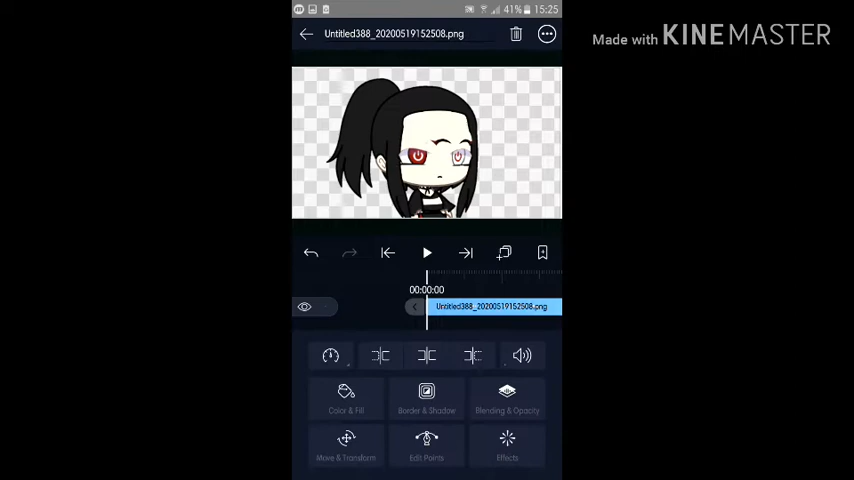 41% 15:25
Untitled388_20200519152508.png
Made with KINEMASTER
00:00:00
Untitled388_20200519152508.png
Color & Fill
Border & Shadow
Blending & Opacity
Move & Transform
Edit Points
Effects